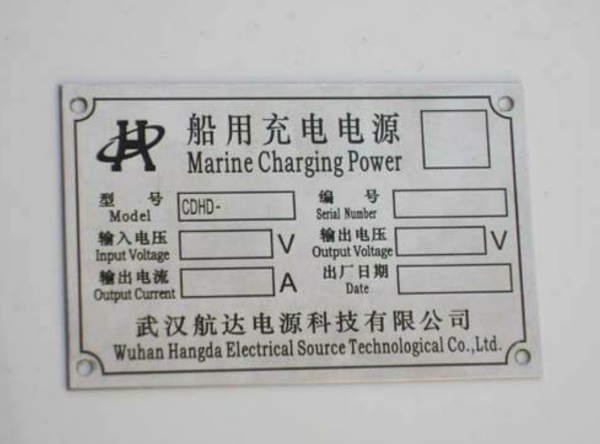 船用充电电源
Marine Charging Power
型 号 CDHD- 编 号
Model Serial Number
输入电压 V 输出电压 V
Input Voltage Output Voltage
输出电流 A 出厂日期
Output Current Date
武汉航达电源科技有限公司
Wuhan Hangda Electrical Source Technological Co.,Ltd.